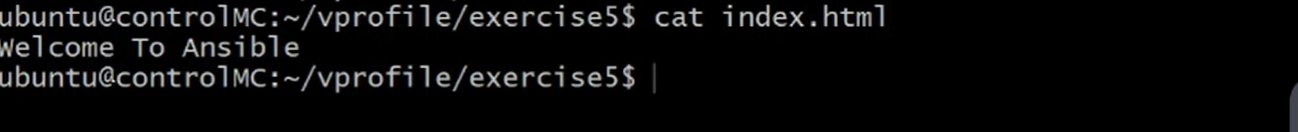 ubuntu@controlMC:~/vprofile/exercise5$ cat index.html
Welcome To Ansible
ubuntu@controlMC:~/vprofile/exercise5$